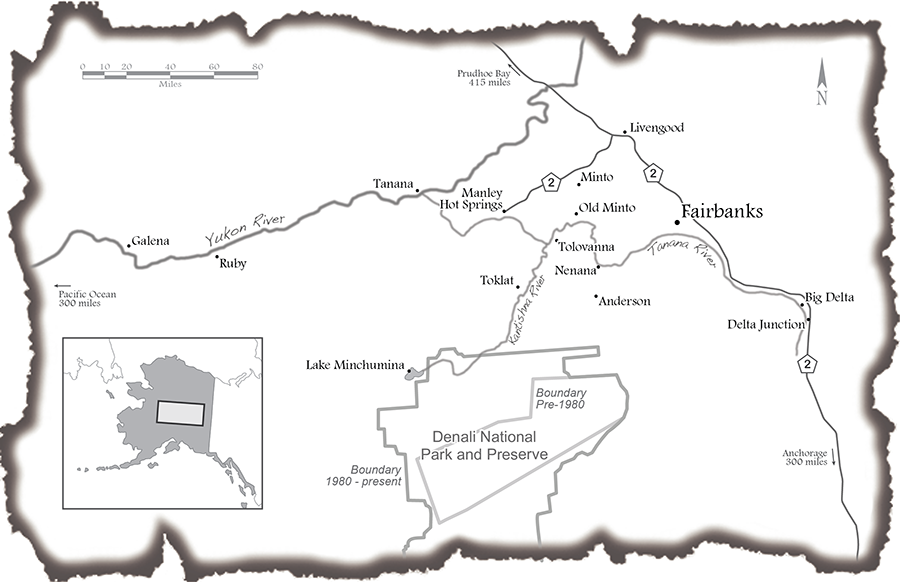 0 10 20 40 60 80
Miles
Prudhoe Bay
415 miles
N
Livengood
2
2
Minto
Tanana
Manley
Hot Springs
Old Minto
Fairbanks
Yukon River
Galena
Ruby
Tolovanna
Tanana River
Nenana
Toklat
Kantishna River
Anderson
Pacific Ocean
300 miles
Big Delta
Delta Junction
2
Lake Minchumina
Boundary
Pre-1980
Denali National
Park and Preserve
Boundary
1980 - present
Anchorage
300 miles